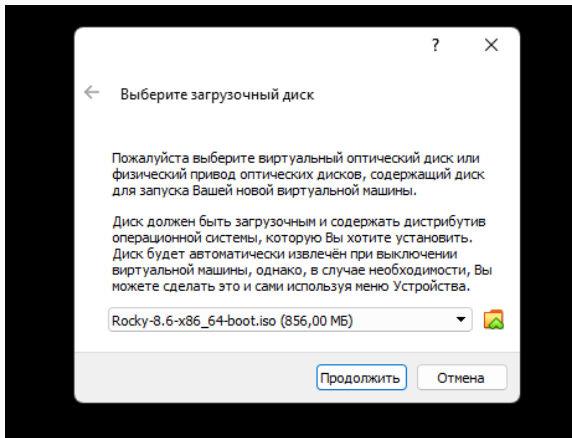 ?
Выберите загрузочный диск
Пожалуйста выберите виртуальный оптический диск или
физический привод оптических дисков, содержащий диск
для запуска Вашей новой виртуальной машины.
Диск должен быть загрузочным и содержать дистрибутив
операционной системы, которую Вы хотите установить.
Диск будет автоматически извлечён при выключении
виртуальной машины, однако, в случае необходимости, Вы
можете сделать это и сами используя меню Устройства.
Rocky-8.6-x86_64-boot.iso (856,00 МБ)
Продолжить Отмена